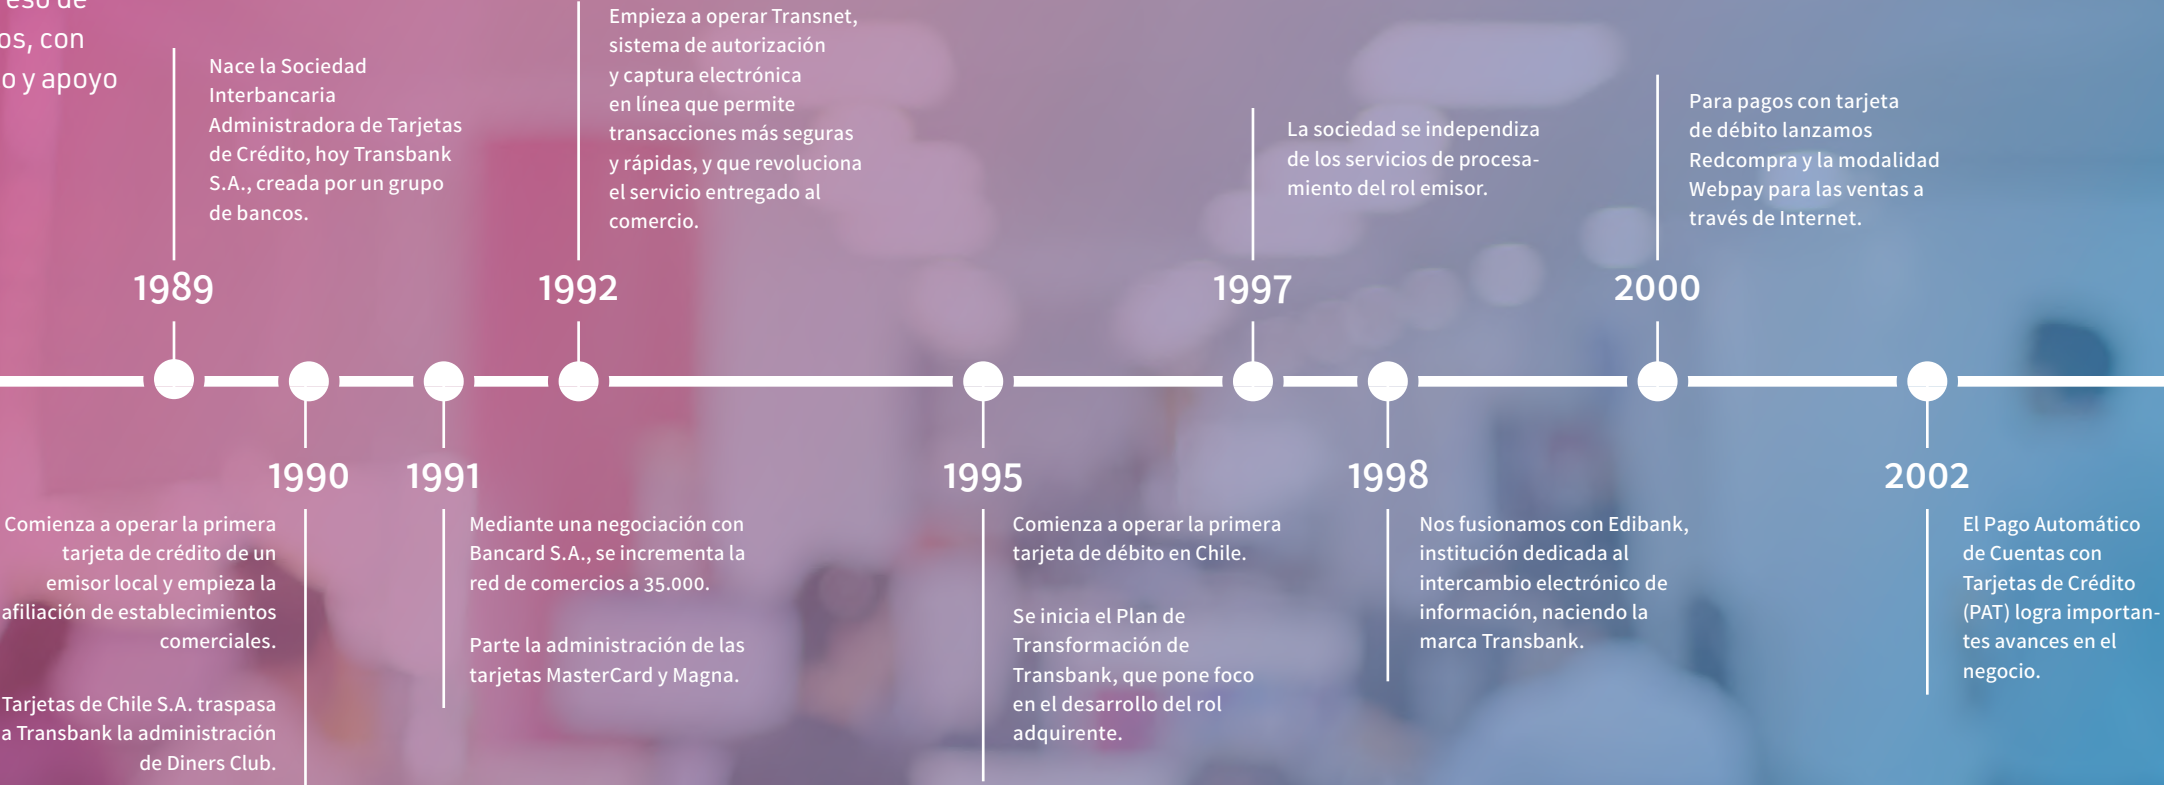 eso de
os, con
o y apoyo
Nace la Sociedad
Interbancaria
Administradora de Tarjetas
de Crédito, hoy Transbank
S.A., creada por un grupo
de bancos.
1989
Empieza a operar Transnet,
sistema de autorización
y captura electrónica
en línea que permite
transacciones más seguras
y rápidas, y que revoluciona
el servicio entregado al
comercio.
1992
La sociedad se independiza
de los servicios de procesa-
miento del rol emisor.
1997
Para pagos con tarjeta
de débito lanzamos
Redcompra y la modalidad
Webpay para las ventas a
través de Internet.
2000
1990
Comienza a operar la primera
tarjeta de crédito de un
emisor local y empieza la
afiliación de establecimientos
comerciales.
Tarjetas de Chile S.A. traspasa
a Transbank la administración
de Diners Club.
1991
Mediante una negociación con
Bancard S.A., se incrementa la
red de comercios a 35.000.
Parte la administración de las
tarjetas MasterCard y Magna.
1995
Comienza a operar la primera
tarjeta de débito en Chile.
Se inicia el Plan de
Transformación de
Transbank, que pone foco
en el desarrollo del rol
adquirente.
1998
Nos fusionamos con Edibank,
institución dedicada al
intercambio electrónico de
información, naciendo la
marca Transbank.
2002
El Pago Automático
de Cuentas con
Tarjetas de Crédito
(PAT) logra importan-
tes avances en el
negocio.